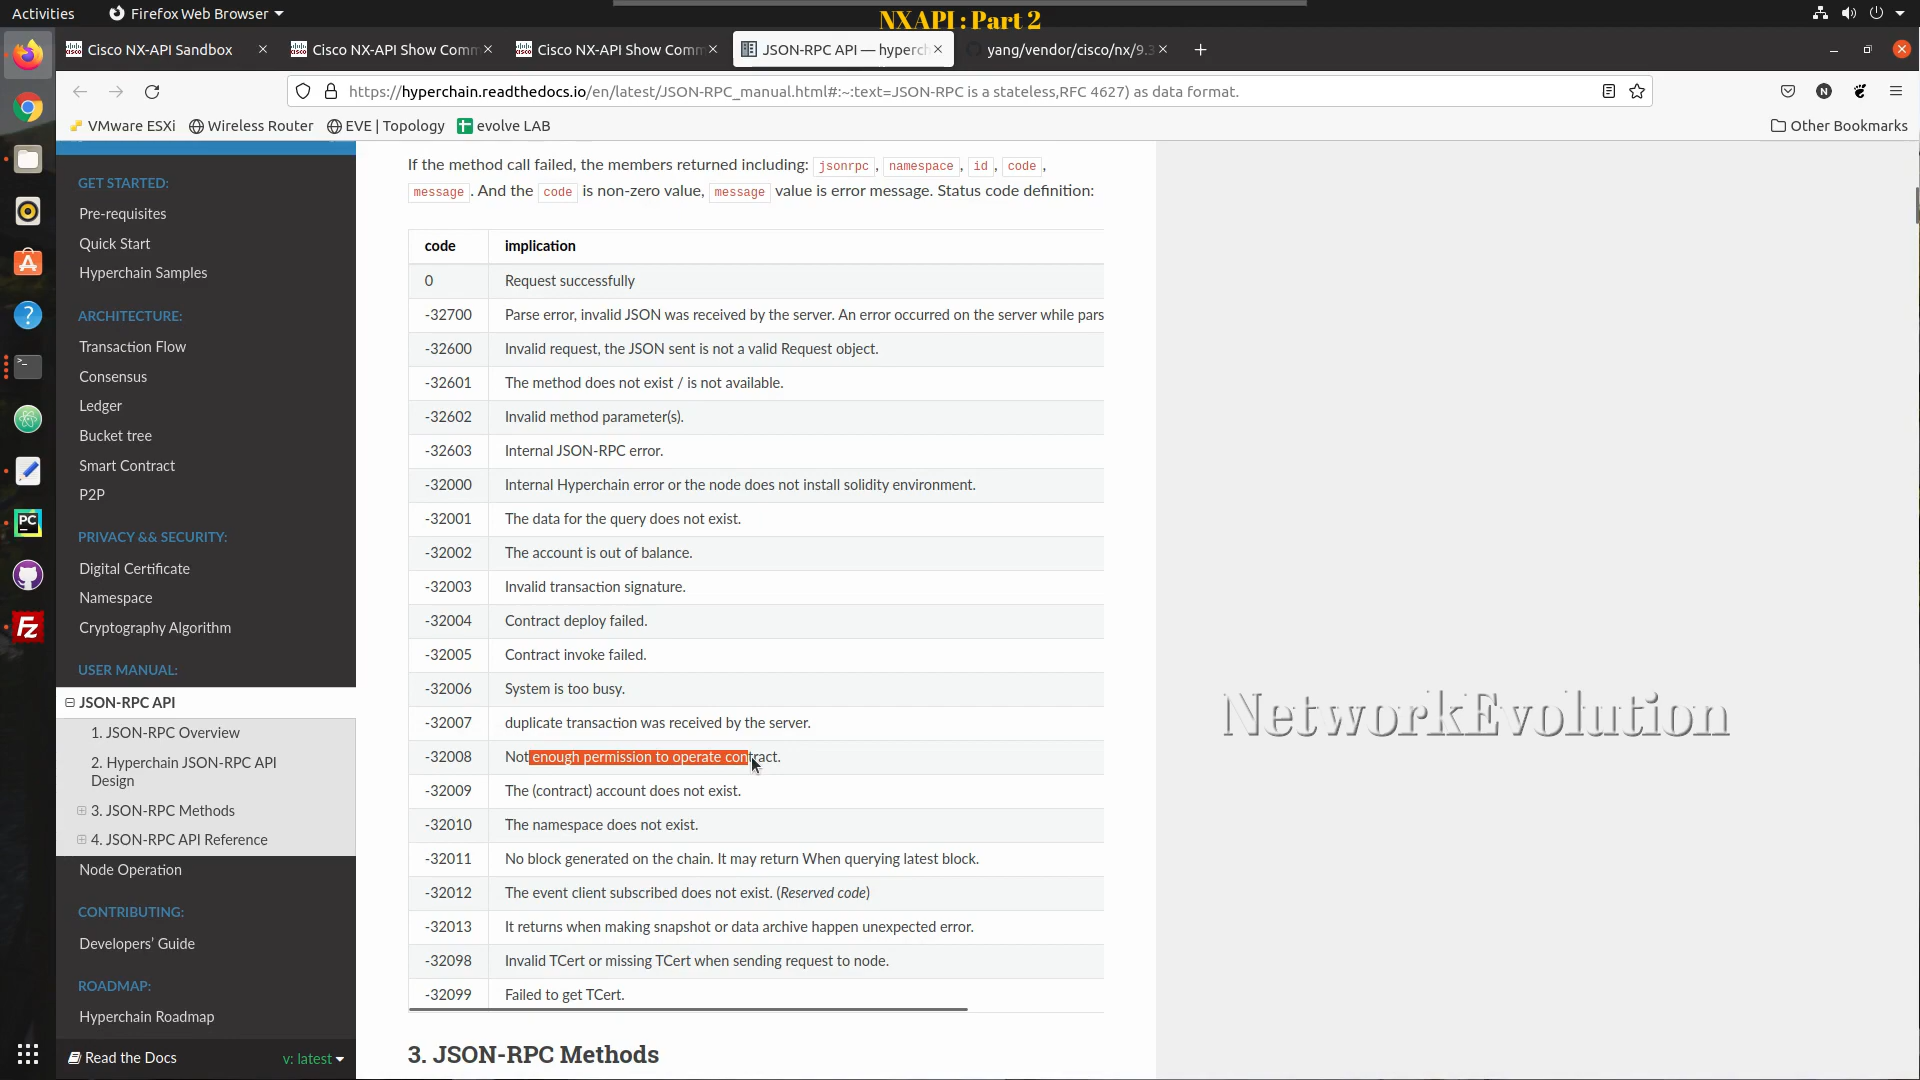 Activities
Firefox Web Browser
NXAPI : Part 2
Cisco NX-API Sandbox
Cisco NX-API Show Comm
Cisco NX-API Show Comm
JSON-RPC API — hyperch
yang/vendor/cisco/nx/9.3
https://hyperchain.readthedocs.io/en/latest/JSON-RPC_manual.html#:~:text=JSON-RPC is a stateless,RFC 4627) as data format.
VMware ESXi
Wireless Router
EVE | Topology
evolve LAB
Other Bookmarks
GET STARTED:
Pre-requisites
Quick Start
Hyperchain Samples
ARCHITECTURE:
Transaction Flow
Consensus
Ledger
Bucket tree
Smart Contract
P2P
PRIVACY && SECURITY:
Digital Certificate
Namespace
Cryptography Algorithm
USER MANUAL:
JSON-RPC API
1. JSON-RPC Overview
2. Hyperchain JSON-RPC API
Design
3. JSON-RPC Methods
4. JSON-RPC API Reference
Node Operation
CONTRIBUTING:
Developers’ Guide
ROADMAP:
Hyperchain Roadmap
Read the Docs
v: latest
If the method call failed, the members returned including: jsonrpc , namespace , id , code ,
message . And the code is non-zero value, message value is error message. Status code definition:
code implication
0 Request successfully
-32700 Parse error, invalid JSON was received by the server. An error occurred on the server while pars
-32600 Invalid request, the JSON sent is not a valid Request object.
-32601 The method does not exist / is not available.
-32602 Invalid method parameter(s).
-32603 Internal JSON-RPC error.
-32000 Internal Hyperchain error or the node does not install solidity environment.
-32001 The data for the query does not exist.
-32002 The account is out of balance.
-32003 Invalid transaction signature.
-32004 Contract deploy failed.
-32005 Contract invoke failed.
-32006 System is too busy.
-32007 duplicate transaction was received by the server.
-32008 Not enough permission to operate contract.
-32009 The (contract) account does not exist.
-32010 The namespace does not exist.
-32011 No block generated on the chain. It may return When querying latest block.
-32012 The event client subscribed does not exist. (Reserved code)
-32013 It returns when making snapshot or data archive happen unexpected error.
-32098 Invalid TCert or missing TCert when sending request to node.
-32099 Failed to get TCert.
3. JSON-RPC Methods
NetworkEvolution
PC
Fz
N